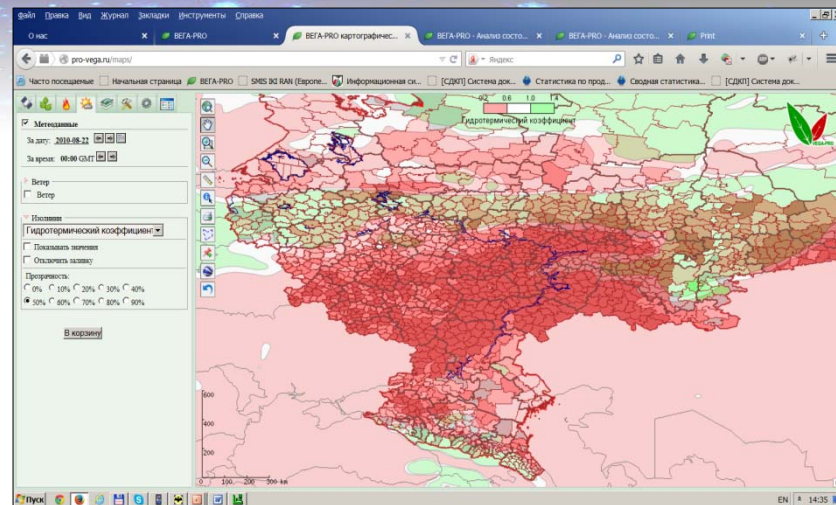 Файл Правка Вид Журнал Закладки Инструменты Справка
О нас × ВЕГА-PRO × ВЕГА-PRO картографичес... × ВЕГА-PRO - Анализ состо... × ВЕГА-PRO - Анализ состо... × Print × +
pro-vega.ru/maps/ Яндекс
Часто посещаемые Начальная страница ВЕГА-PRO SMIS IKI RAN (Европе... Информационная си... [СДКП] Система док... Статистика по прод... Сводная статистика... [СДКП] Система док...
0.2 0.6 1.0 1.4
Гидротермический коэффициент
VEGA-PRO
Метеоданные
За дату: 2010-08-22
За время: 00:00 GMT
Ветер
Ветер
Изолинии
Гидротермический коэффициент
Показывать значения
Отключить заливку
Прозрачность:
0% 10% 20% 30% 40%
50% 60% 70% 80% 90%
В корзину
600
400
200
0 100 200 300 km
Пуск EN 14:35